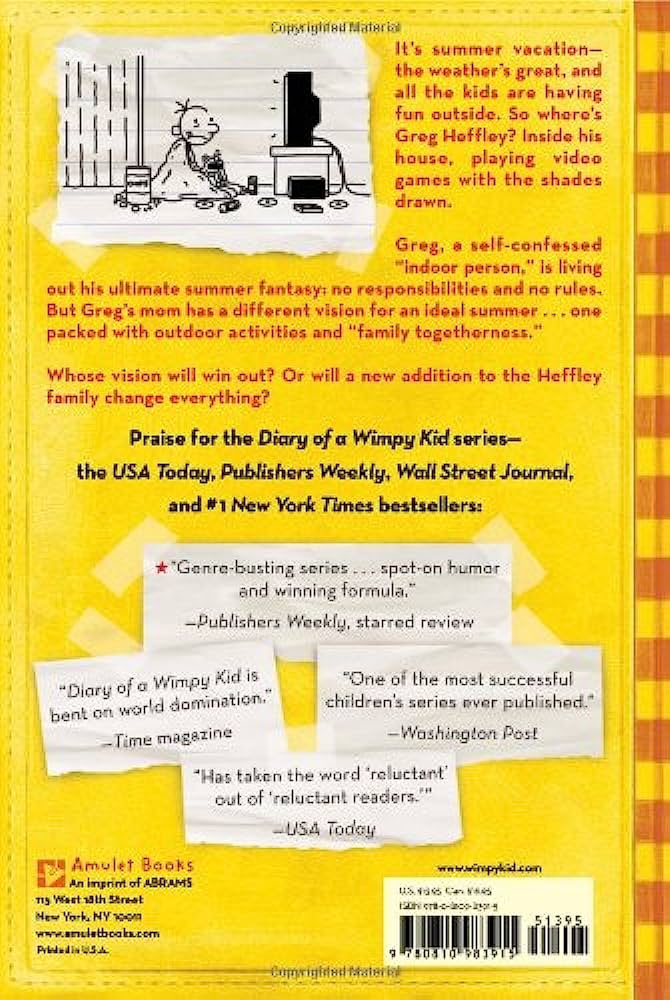 Copyrighted Material
It's summer vacation—
the weather's great, and
all the kids are having
fun outside. So where's
Greg Heffley? Inside his
house, playing video
games with the shades
drawn.
Greg, a self-confessed
"indoor person," is living
out his ultimate summer fantasy: no responsibilities and no rules.
But Greg's mom has a different vision for an ideal summer . . . one
packed with outdoor activities and "family togetherness."
Whose vision will win out? Or will a new addition to the Heffley
family change everything?
Praise for the Diary of a Wimpy Kid series—
the USA Today, Publishers Weekly, Wall Street Journal,
and #1 New York Times bestsellers:
★"Genre-busting series . . . spot-on humor
and winning formula."
—Publishers Weekly, starred review
"Diary of a Wimpy Kid is
bent on world domination."
—Time magazine
"One of the most successful
children's series ever published."
—Washington Post
"Has taken the word 'reluctant'
out of 'reluctant readers.'"
—USA Today
Amulet Books
An imprint of ABRAMS
115 West 18th Street
New York, NY 10011
www.amuletbooks.com
Printed in U.S.A.
www.wimpykid.com
U.S. Can.
ISBN
51395
9 780810 983915
Copyrighted Material